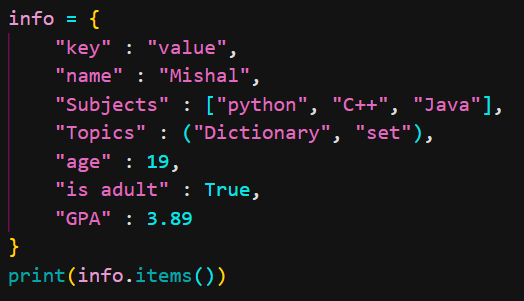 info = {
    "key" : "value",
    "name" : "Mishal",
    "Subjects" : ["python", "C++", "Java"],
    "Topics" : ("Dictionary", "set"),
    "age" : 19,
    "is adult" : True,
    "GPA" : 3.89
}
print(info.items())